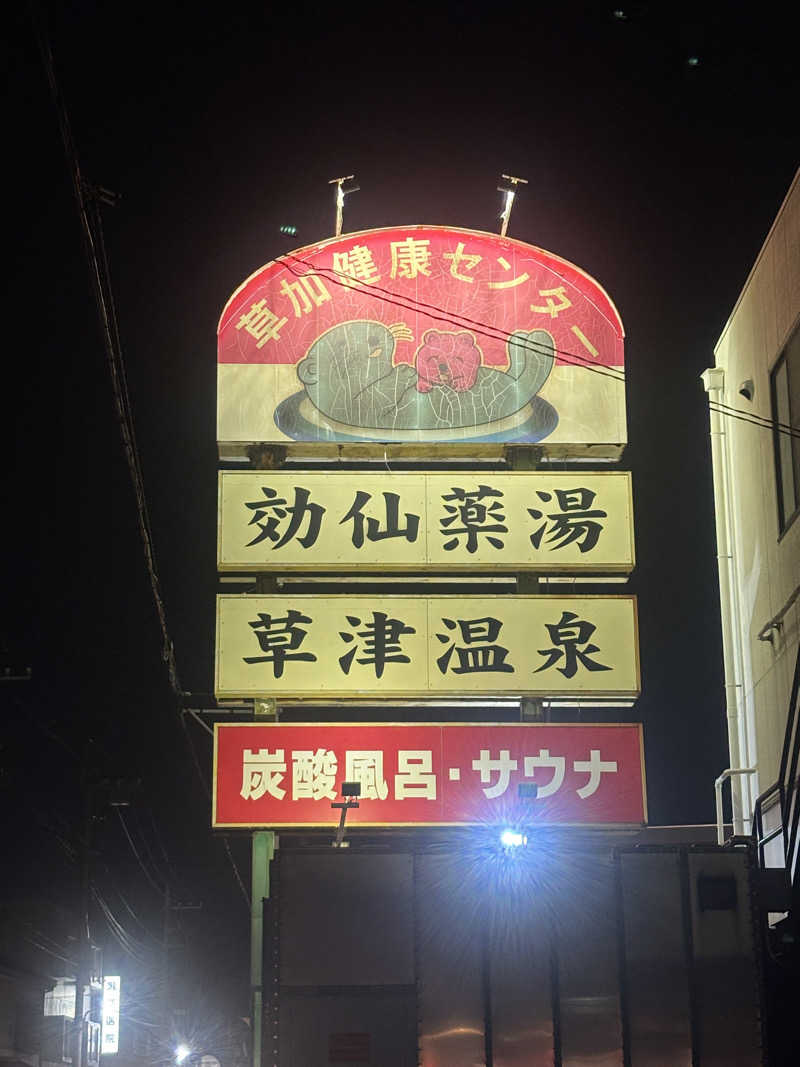 草加健康センター
効仙薬湯
草津温泉
炭酸風呂・サウナ